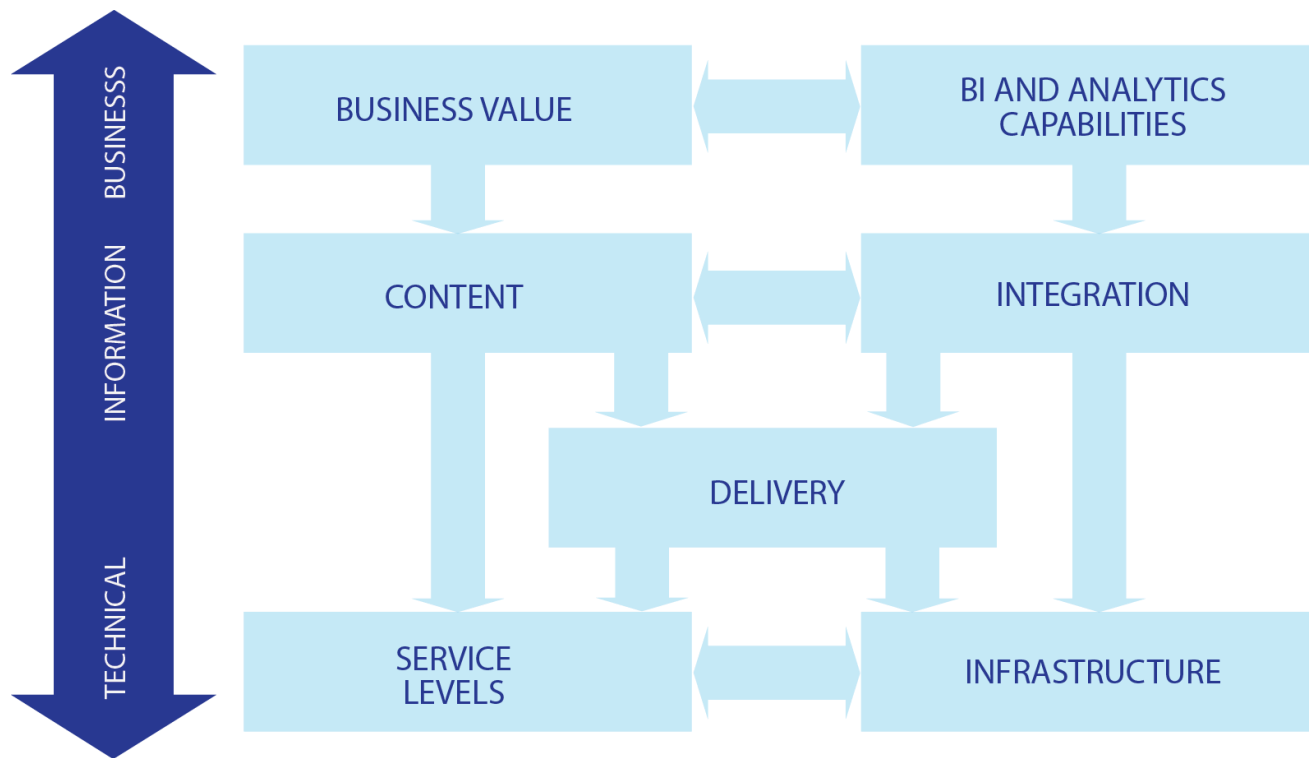 BUSINESSS
INFORMATION
TECHNICAL
BUSINESS VALUE
BI AND ANALYTICS
CAPABILITIES
CONTENT
INTEGRATION
DELIVERY
SERVICE
LEVELS
INFRASTRUCTURE